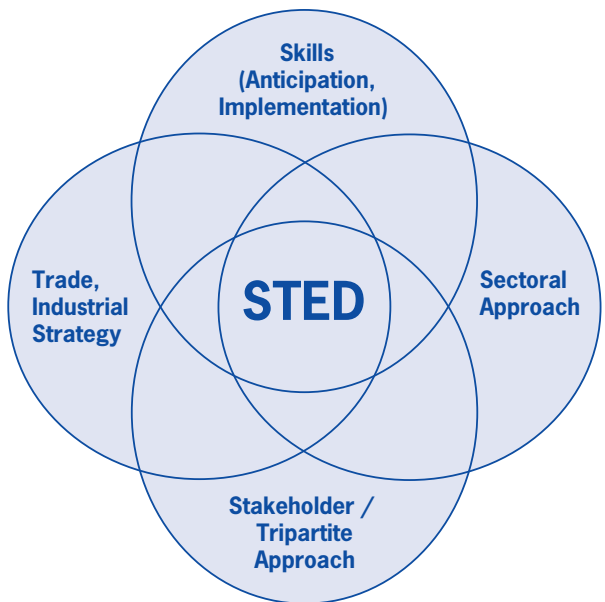 Skills
(Anticipation,
Implementation)
Trade,
Industrial
Strategy
STED
Sectoral
Approach
Stakeholder /
Tripartite
Approach